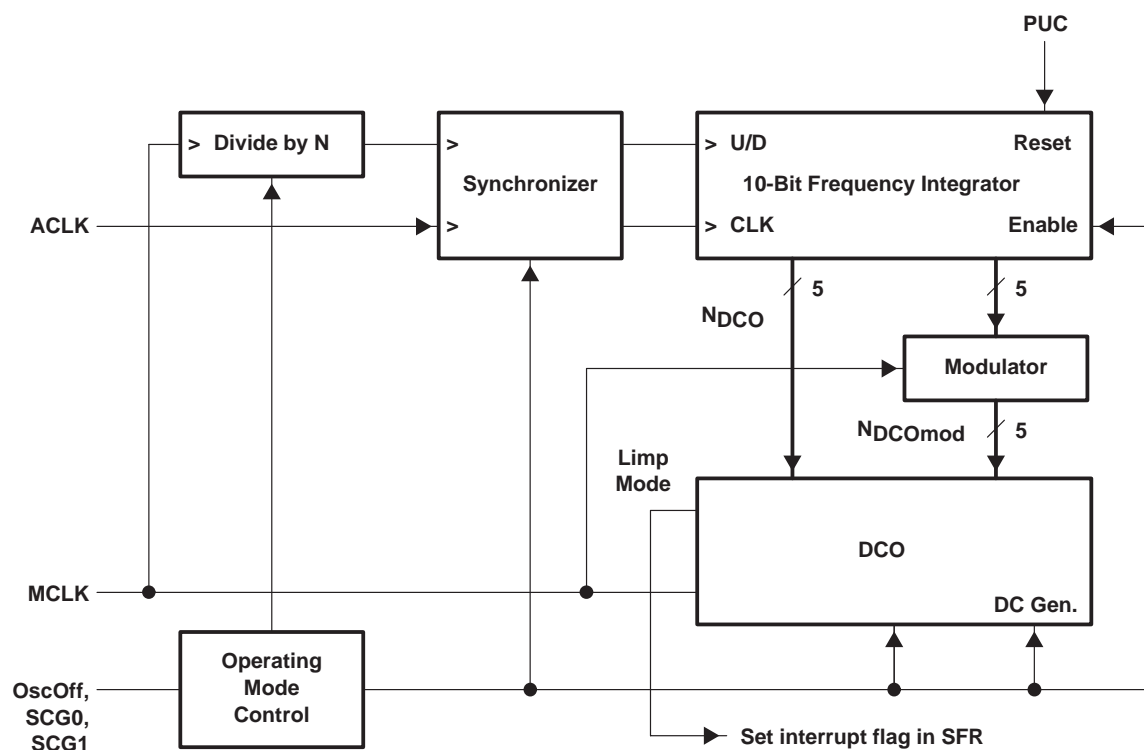 PUC
> Divide by N
>
> U/D
Reset
Synchronizer
10-Bit Frequency Integrator
ACLK
>
> CLK
Enable
5
5
NDCO
Modulator
NDCOmod
5
Limp
Mode
DCO
MCLK
DC Gen.
OscOff,
SCG0,
SCG1
Operating
Mode
Control
Set interrupt flag in SFR